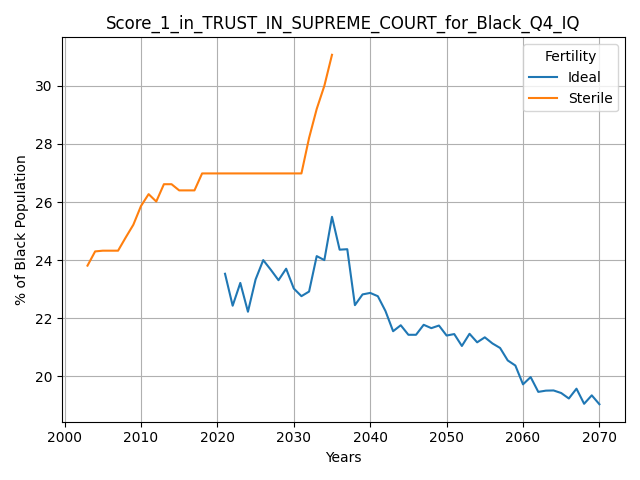 Score_1_in_TRUST_IN_SUPREME_COURT_for_Black_Q4_IQ
Fertility
Ideal
Sterile
% of Black Population
30
28
26
24
22
20
2000 2010 2020 2030 2040 2050 2060 2070
Years